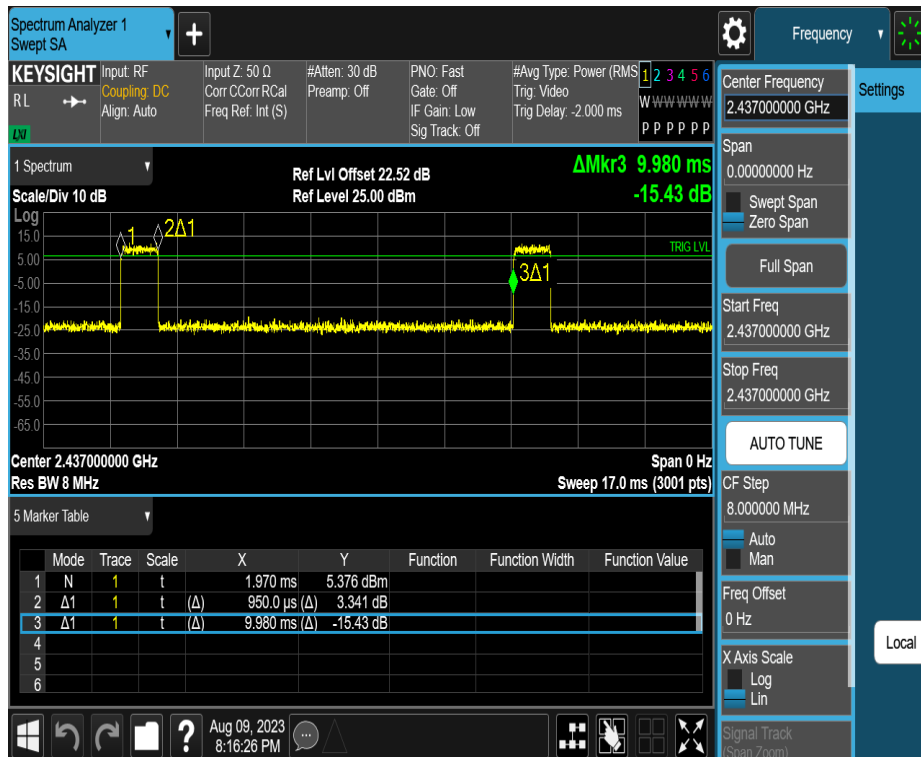 Spectrum Analyzer 1
Swept SA
Frequency
KEYSIGHT
R L
LXI
Input: RF
Coupling: DC
Align: Auto
Input Z: 50 Ω
Corr CCorr RCal
Freq Ref: Int (S)
#Atten: 30 dB
Preamp: Off
PNO: Fast
Gate: Off
IF Gain: Low
Sig Track: Off
#Avg Type: Power (RMS
Trig: Video
Trig Delay: -2.000 ms
1 2 3 4 5 6
W W W W W W
P P P P P P
1 Spectrum
Scale/Div 10 dB
Ref Lvl Offset 22.52 dB
Ref Level 25.00 dBm
ΔMkr3 9.980 ms
-15.43 dB
Log
15.0
5.00
-5.00
-15.0
-25.0
-35.0
-45.0
-55.0
-65.0
1
2Δ1
3Δ1
TRIG LVL
Center 2.437000000 GHz
Span 0 Hz
Res BW 8 MHz
Sweep 17.0 ms (3001 pts)
5 Marker Table
Mode Trace Scale X Y Function Function Width Function Value
1 N 1 t 1.970 ms 5.376 dBm
2 Δ1 1 t (Δ) 950.0 µs (Δ) 3.341 dB
3 Δ1 1 t (Δ) 9.980 ms (Δ) -15.43 dB
4
5
6
?
Aug 09, 2023
8:16:26 PM
Center Frequency
2.437000000 GHz
Span
0.00000000 Hz
Swept Span
Zero Span
Full Span
Start Freq
2.437000000 GHz
Stop Freq
2.437000000 GHz
AUTO TUNE
CF Step
8.000000 MHz
Auto
Man
Freq Offset
0 Hz
X Axis Scale
Log
Lin
Signal Track
(Span Zoom)
Settings
Local